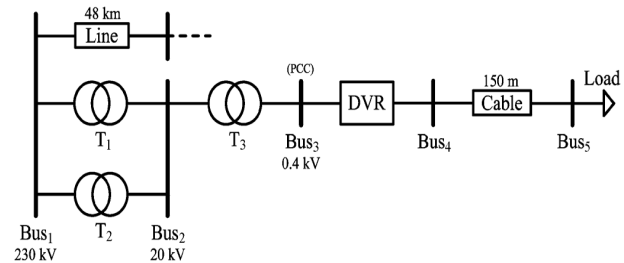 48 km
Line
T1
T2
T3
(PCC)
Bus3
0.4 kV
DVR
Bus4
150 m
Cable
Load
Bus5
Bus1
230 kV
Bus2
20 kV